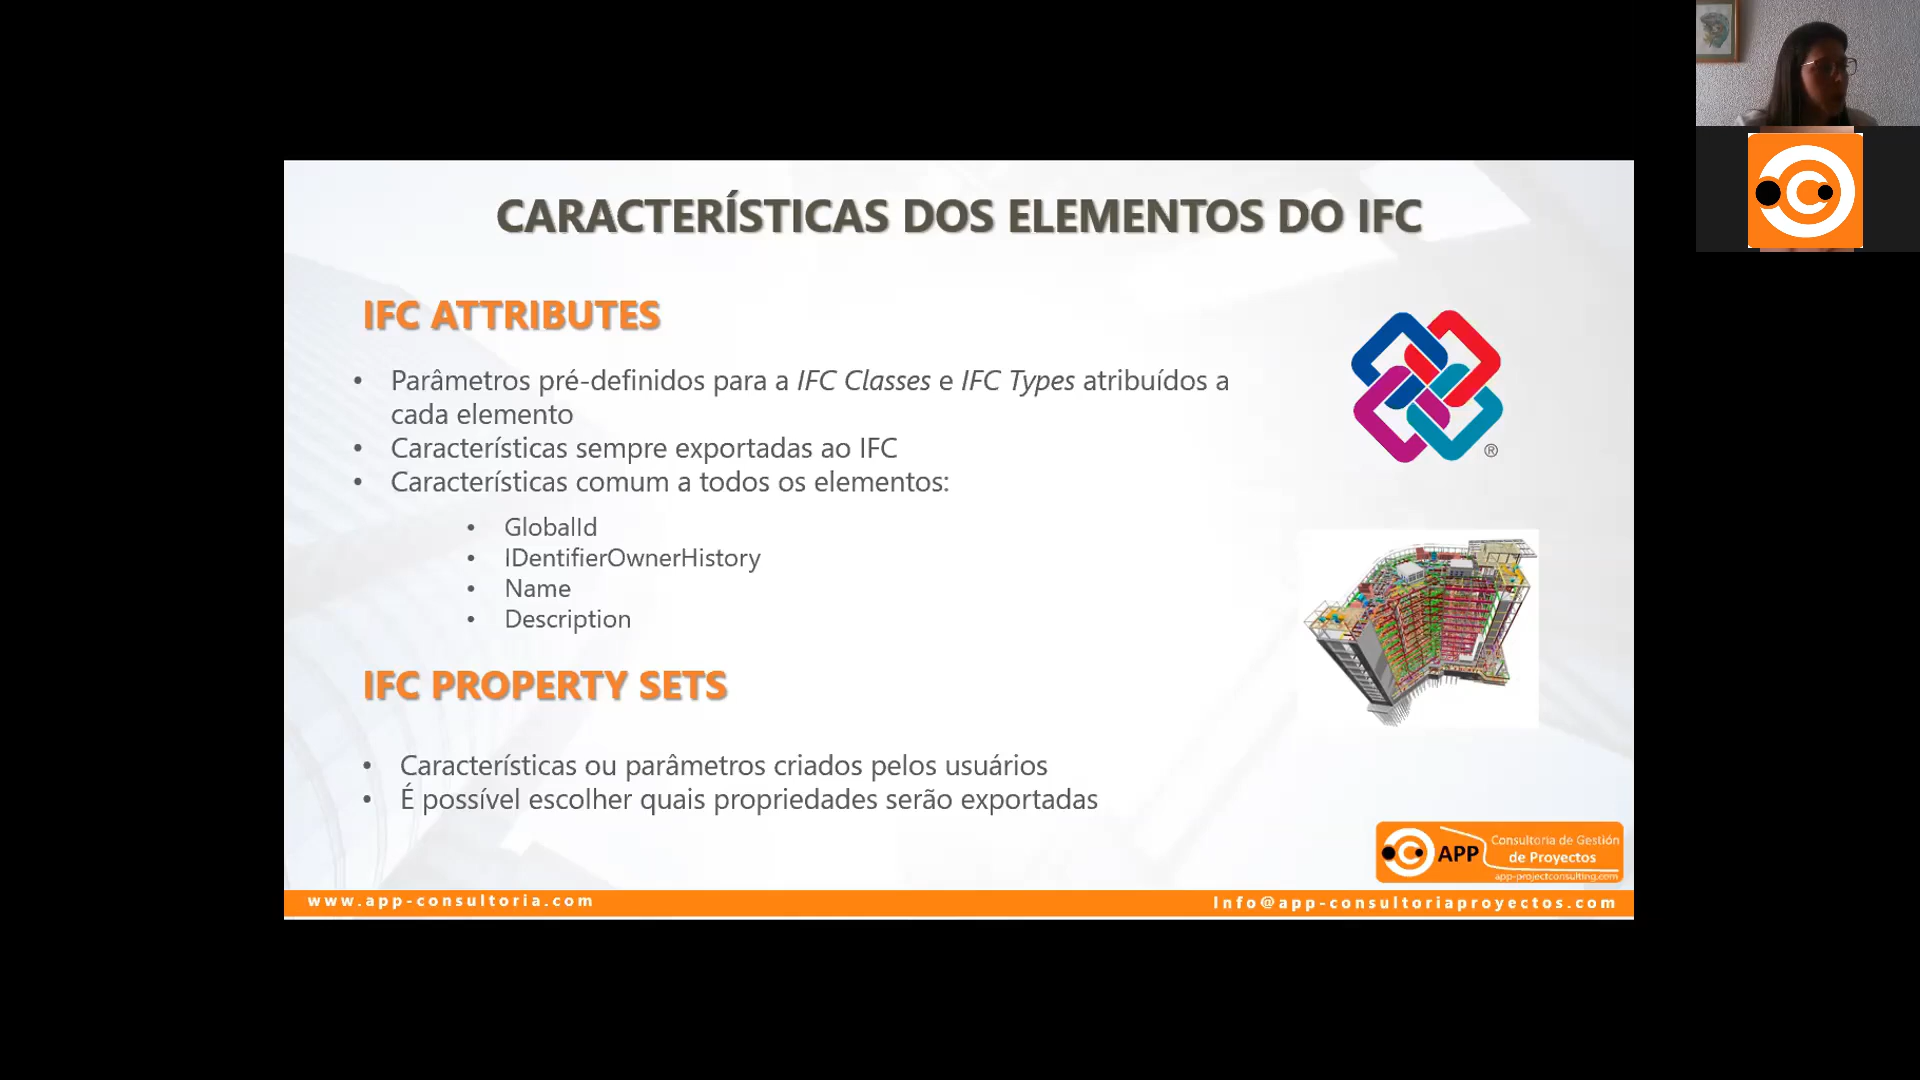 CARACTERÍSTICAS DOS ELEMENTOS DO IFC
IFC ATTRIBUTES
• Parâmetros pré-definidos para a IFC Classes e IFC Types atribuídos a
cada elemento
• Características sempre exportadas ao IFC
• Características comum a todos os elementos:
• GlobalId
• IDentifierOwnerHistory
• Name
• Description
®
IFC PROPERTY SETS
• Características ou parâmetros criados pelos usuários
• É possível escolher quais propriedades serão exportadas
APP
Consultoria de Gestión
de Proyectos
app-projectconsulting.com
www.app-consultoria.com
Info@app-consultoriaproyectos.com